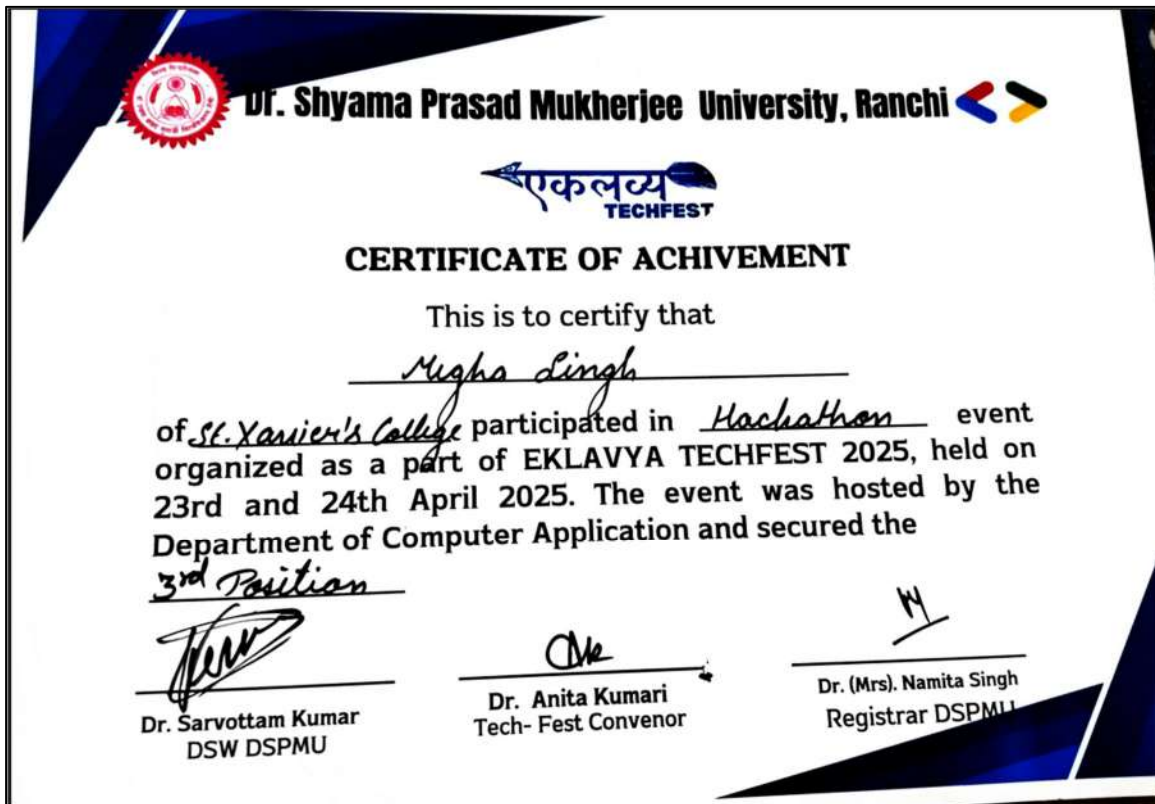 Dr. Shyama Prasad Mukherjee University, Ranchi
एकलव्य
TECHFEST
CERTIFICATE OF ACHIVEMENT
This is to certify that
Megha Singh
of St. Xavier's College participated in Hackathon event
organized as a part of EKLAVYA TECHFEST 2025, held on
23rd and 24th April 2025. The event was hosted by the
Department of Computer Application and secured the
3rd Position
Dr. Sarvottam Kumar
DSW DSPMU
Dr. Anita Kumari
Tech- Fest Convenor
Dr. (Mrs). Namita Singh
Registrar DSPMU